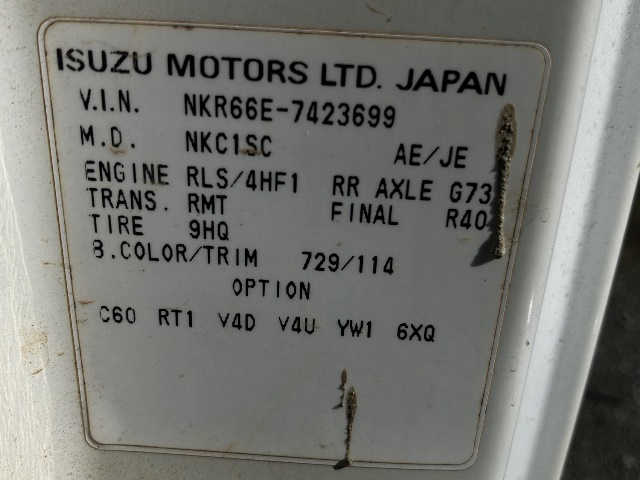 ISUZU MOTORS LTD. JAPAN
V.I.N. NKR66E-7423699
M.D. NKC1SC AE/JE
ENGINE RLS/4HF1 RR AXLE G73
TRANS. RMT FINAL R40
TIRE 9HQ
B.COLOR/TRIM 729/114
OPTION
C60 RT1 V4D V4U YW1 6XQ